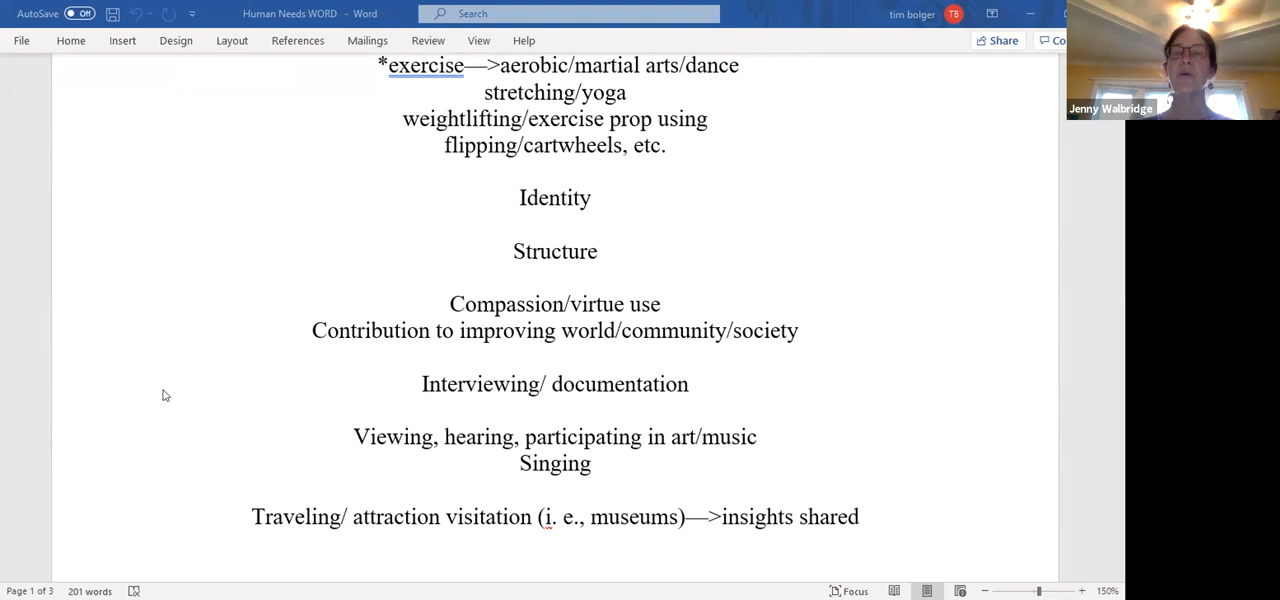 AutoSave Off Human Needs WORD - Word Search tim bolger TB
File Home Insert Design Layout References Mailings Review View Help Share Co
*exercise—>aerobic/martial arts/dance
stretching/yoga
weightlifting/exercise prop using
flipping/cartwheels, etc.
Identity
Structure
Compassion/virtue use
Contribution to improving world/community/society
Interviewing/ documentation
Viewing, hearing, participating in art/music
Singing
Traveling/ attraction visitation (i. e., museums)—>insights shared
Jenny Walbridge
Page 1 of 3 201 words Focus 150%